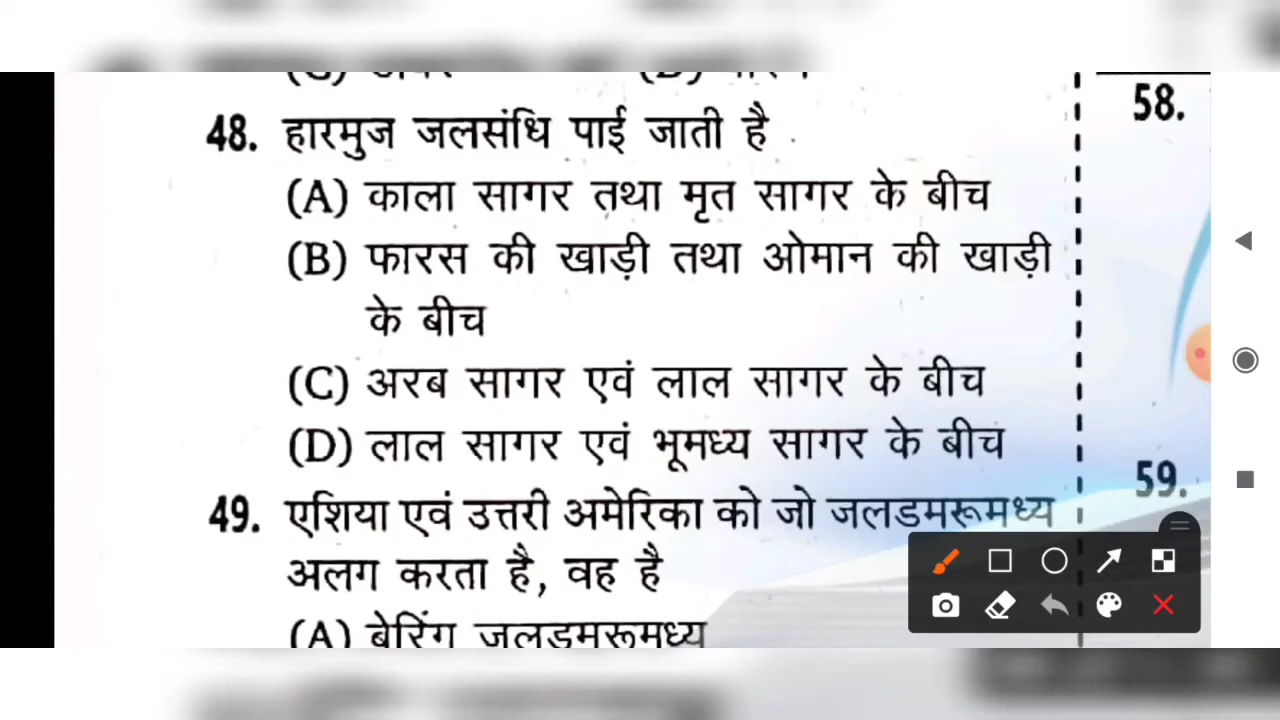 58.
48. हारमुज जलसंधि पाई जाती है
(A) काला सागर तथा मृत सागर के बीच
(B) फारस की खाड़ी तथा ओमान की खाड़ी
के बीच
(C) अरब सागर एवं लाल सागर के बीच
(D) लाल सागर एवं भूमध्य सागर के बीच
59.
49. एशिया एवं उत्तरी अमेरिका को जो जलडमरूमध्य
अलग करता है, वह है
(A) बेरिंग जलडमरूमध्य